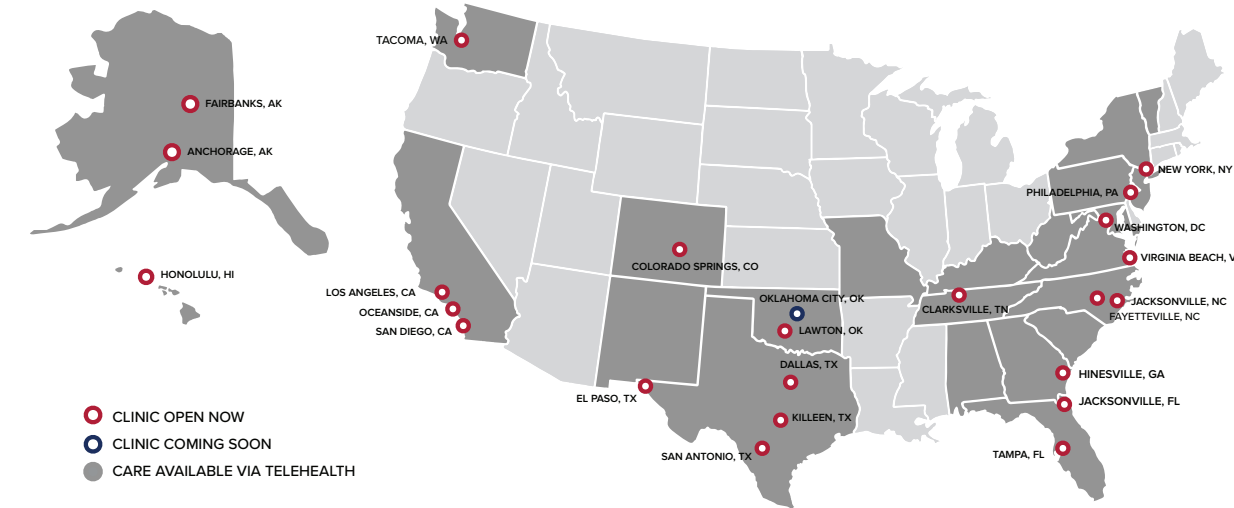 TACOMA, WA
FAIRBANKS, AK
ANCHORAGE, AK
NEW YORK, NY
PHILADELPHIA, PA
WASHINGTON, DC
VIRGINIA BEACH, V
HONOLULU, HI
COLORADO SPRINGS, CO
LOS ANGELES, CA
OCEANSIDE, CA
SAN DIEGO, CA
OKLAHOMA CITY, OK
LAWTON, OK
CLARKSVILLE, TN
JACKSONVILLE, NC
FAYETTEVILLE, NC
DALLAS, TX
HINESVILLE, GA
EL PASO, TX
JACKSONVILLE, FL
KILLEEN, TX
SAN ANTONIO, TX
TAMPA, FL
CLINIC OPEN NOW
CLINIC COMING SOON
CARE AVAILABLE VIA TELEHEALTH